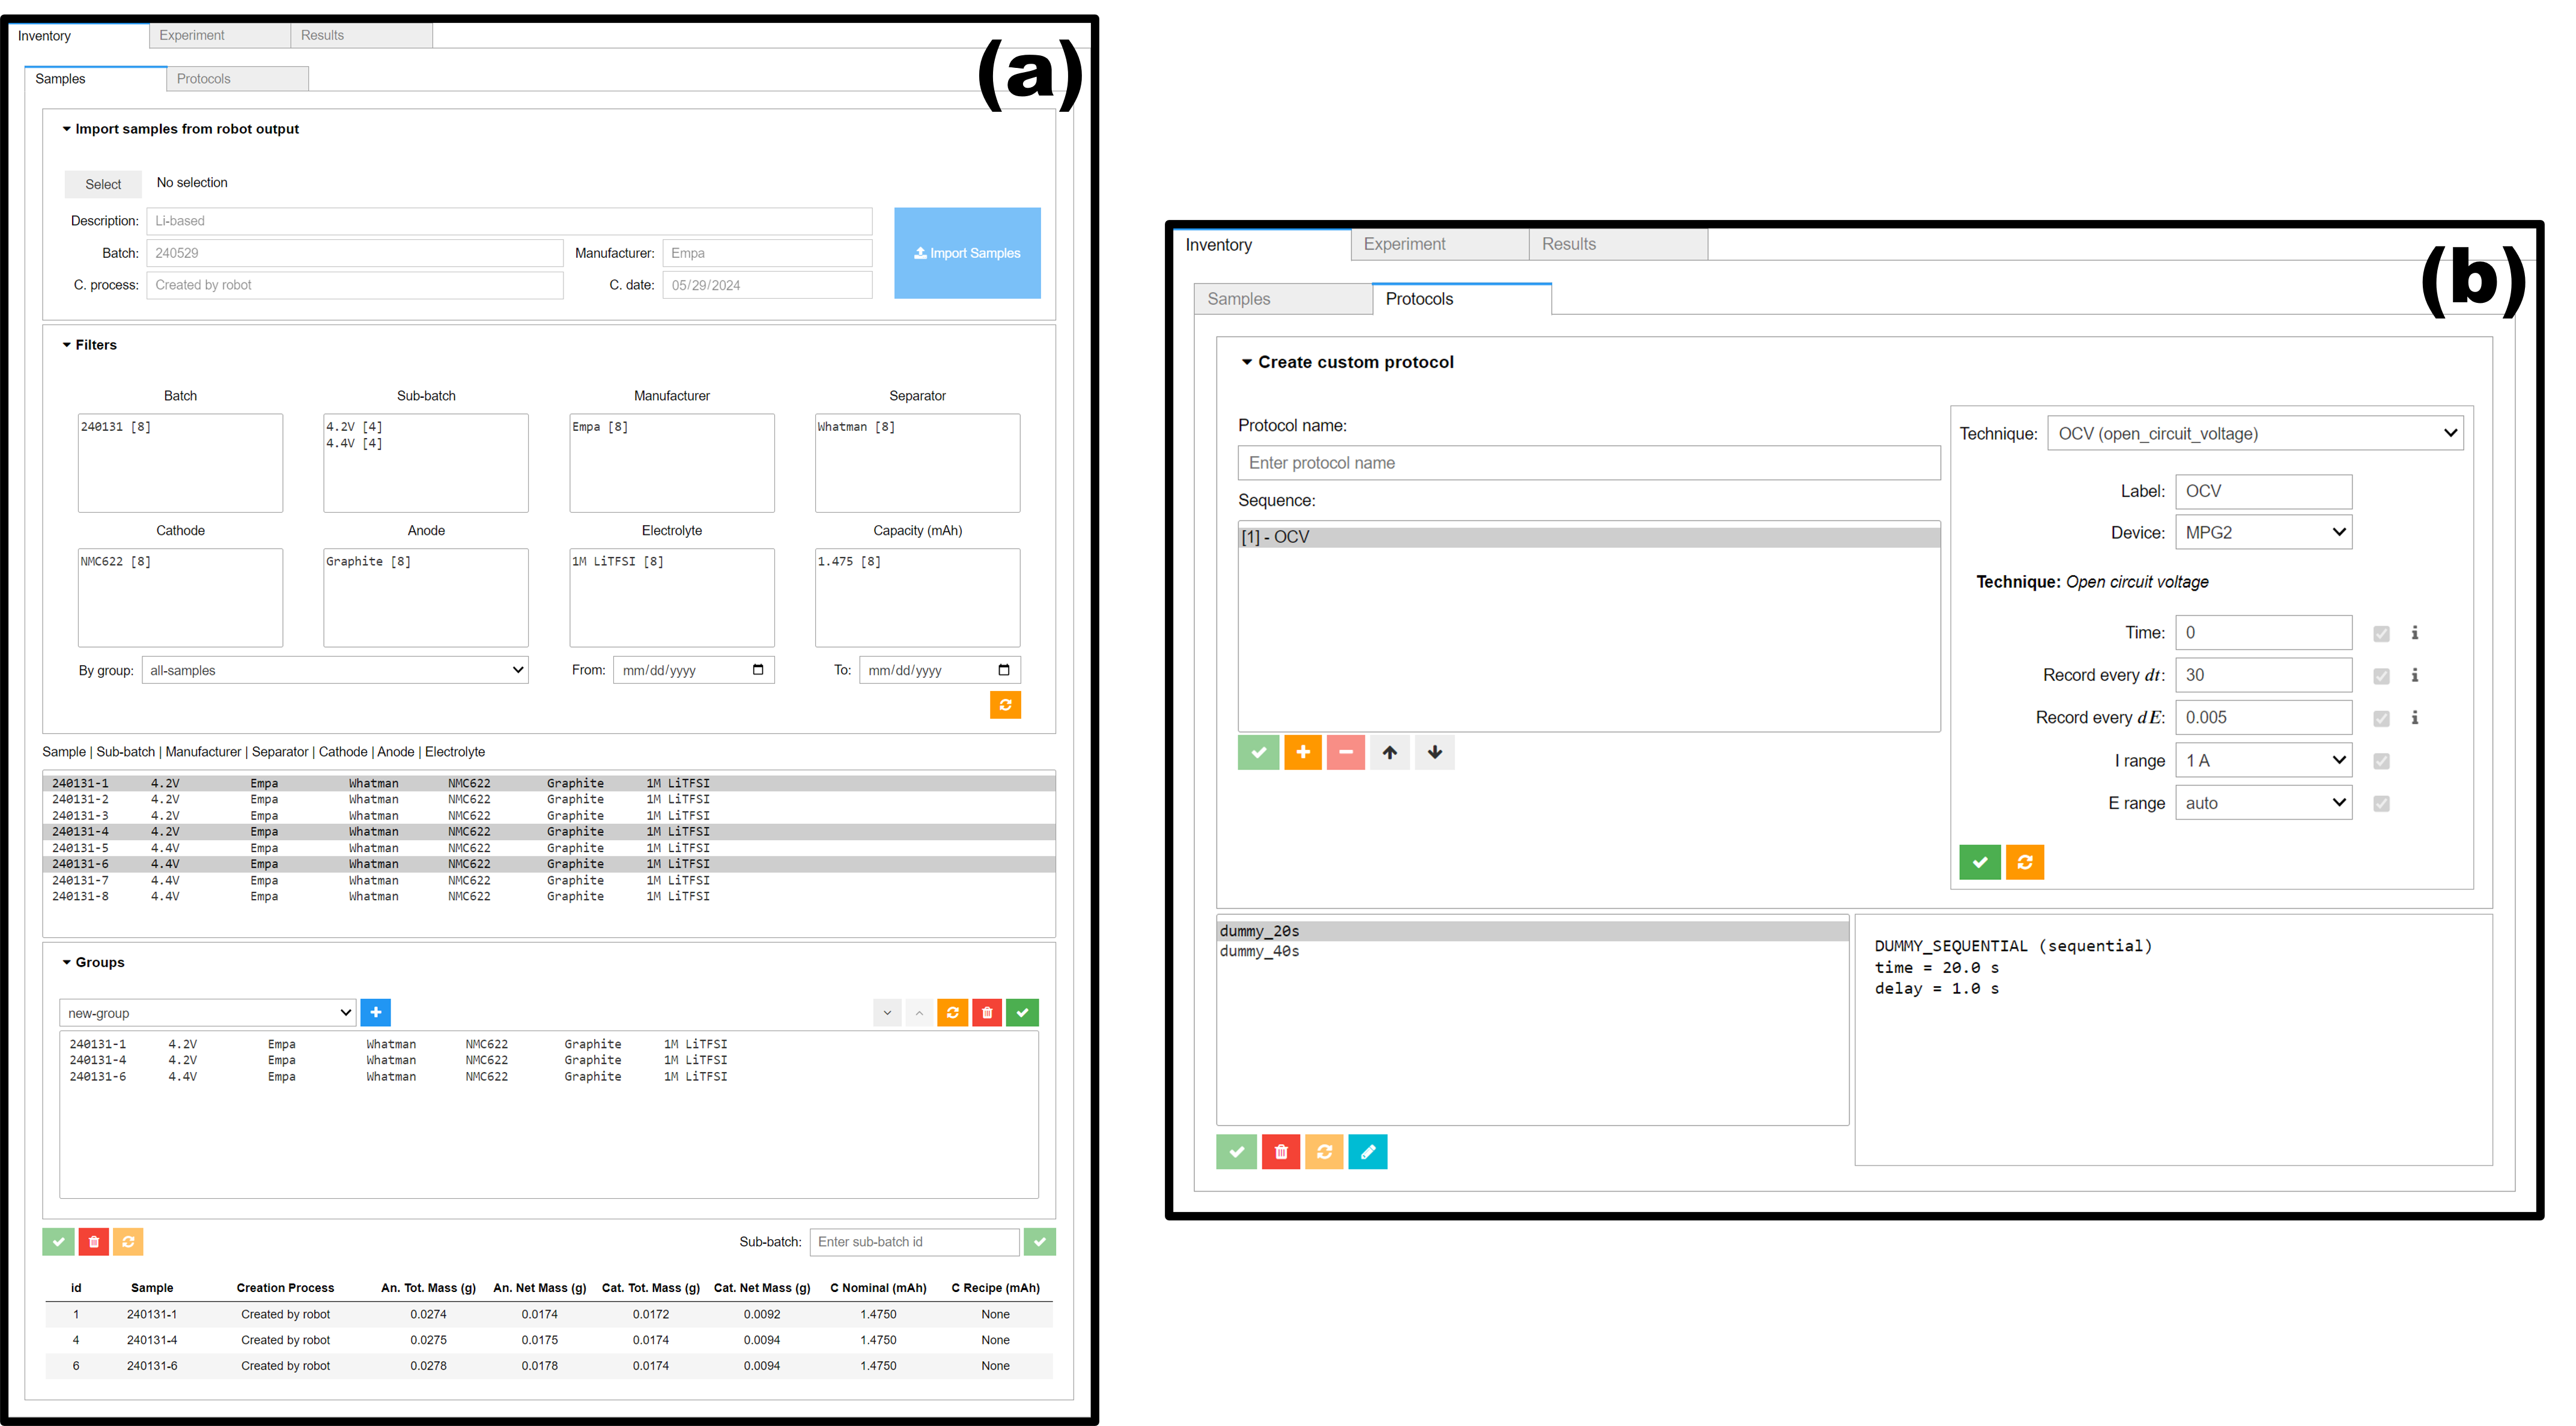 (a)
Inventory Experiment Results
Samples Protocols
Import samples from robot output
Select No selection
Description: Li-based
Batch: 240529 Manufacturer: Empa
Import Samples
C. process: Created by robot C. date: 05/29/2024
Filters
Batch Sub-batch Manufacturer Separator
240131 [8] 4.2V [4] Empa [8] Whatman [8]
4.4V [4]
Cathode Anode Electrolyte Capacity (mAh)
NMC622 [8] Graphite [8] 1M LiTFSI [8] 1.475 [8]
By group: all-samples From: mm/dd/yyyy To: mm/dd/yyyy
Sample | Sub-batch | Manufacturer | Separator | Cathode | Anode | Electrolyte
240131-1 4.2V Empa Whatman NMC622 Graphite 1M LiTFSI
240131-2 4.2V Empa Whatman NMC622 Graphite 1M LiTFSI
240131-3 4.2V Empa Whatman NMC622 Graphite 1M LiTFSI
240131-4 4.2V Empa Whatman NMC622 Graphite 1M LiTFSI
240131-5 4.4V Empa Whatman NMC622 Graphite 1M LiTFSI
240131-6 4.4V Empa Whatman NMC622 Graphite 1M LiTFSI
240131-7 4.4V Empa Whatman NMC622 Graphite 1M LiTFSI
240131-8 4.4V Empa Whatman NMC622 Graphite 1M LiTFSI
Groups
new-group
240131-1 4.2V Empa Whatman NMC622 Graphite 1M LiTFSI
240131-4 4.2V Empa Whatman NMC622 Graphite 1M LiTFSI
240131-6 4.4V Empa Whatman NMC622 Graphite 1M LiTFSI
Sub-batch: Enter sub-batch id
id Sample Creation Process An. Tot. Mass (g) An. Net Mass (g) Cat. Tot. Mass (g) Cat. Net Mass (g) C Nominal (mAh) C Recipe (mAh)
1 240131-1 Created by robot 0.0274 0.0174 0.0172 0.0092 1.4750 None
4 240131-4 Created by robot 0.0275 0.0175 0.0174 0.0094 1.4750 None
6 240131-6 Created by robot 0.0278 0.0178 0.0174 0.0094 1.4750 None
(b)
Inventory Experiment Results
Samples Protocols
Create custom protocol
Protocol name:
Enter protocol name
Sequence:
[1] - OCV
Technique: OCV (open_circuit_voltage)
Label: OCV
Device: MPG2
Technique: Open circuit voltage
Time: 0
Record every dt: 30
Record every dE: 0.005
I range 1 A
E range auto
dummy_20s
dummy_40s
DUMMY_SEQUENTIAL (sequential)
time = 20.0 s
delay = 1.0 s